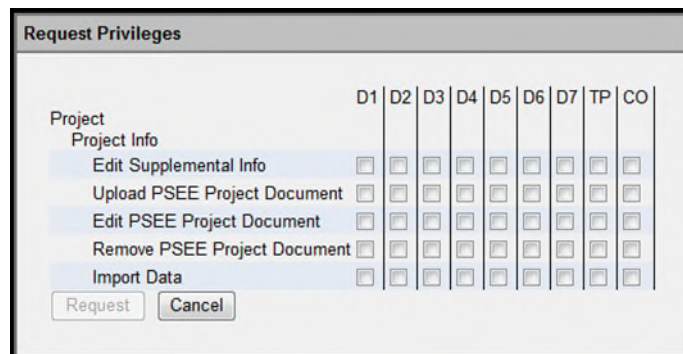 Request Privileges
D1 D2 D3 D4 D5 D6 D7 TP CO
Project
Project Info
Edit Supplemental Info
Upload PSEE Project Document
Edit PSEE Project Document
Remove PSEE Project Document
Import Data
Request Cancel